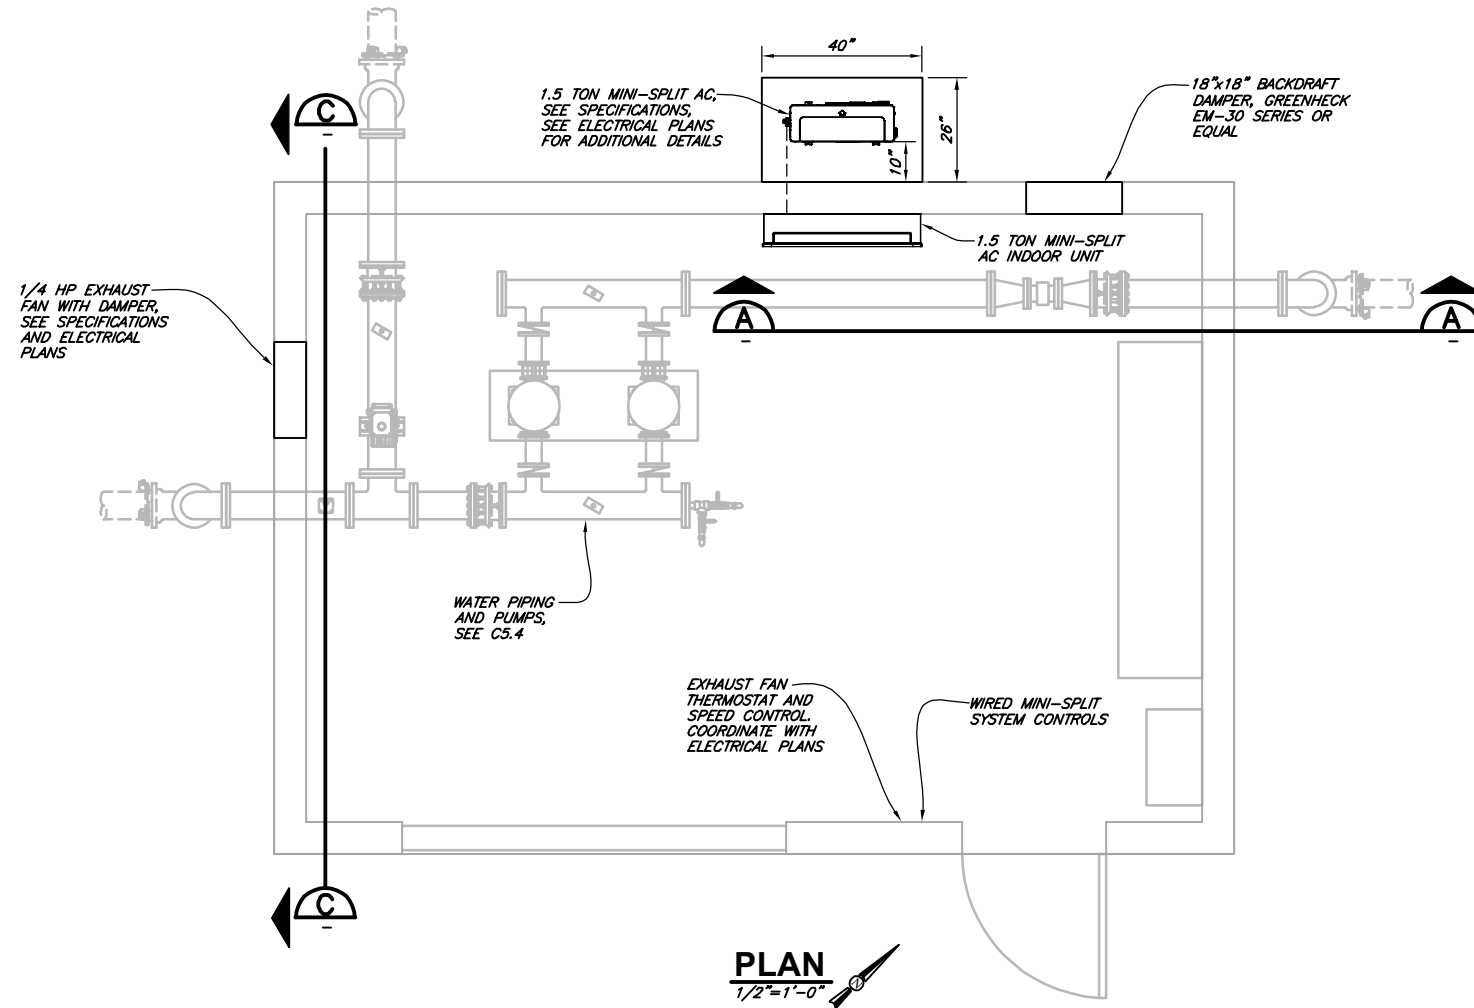 40"
1.5 TON MINI-SPLIT AC,
SEE SPECIFICATIONS,
SEE ELECTRICAL PLANS
FOR ADDITIONAL DETAILS
26"
10"
18"x18" BACKDRAFT
DAMPER, GREENHECK
EM-30 SERIES OR
EQUAL
C
-
1.5 TON MINI-SPLIT
AC INDOOR UNIT
1/4 HP EXHAUST
FAN WITH DAMPER,
SEE SPECIFICATIONS
AND ELECTRICAL
PLANS
A
-
A
-
WATER PIPING
AND PUMPS,
SEE C5.4
EXHAUST FAN
THERMOSTAT AND
SPEED CONTROL.
COORDINATE WITH
ELECTRICAL PLANS
WIRED MINI-SPLIT
SYSTEM CONTROLS
C
-
PLAN
1/2"=1'-0"
N